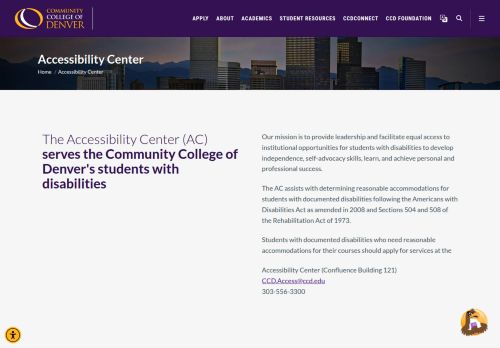 COMMUNITY
COLLEGE OF
DENVER
APPLY ABOUT ACADEMICS STUDENT RESOURCES CCDCONNECT CCD FOUNDATION
Accessibility Center
Home / Accessibility Center
The Accessibility Center (AC)
serves the Community College of
Denver's students with
disabilities
Our mission is to provide leadership and facilitate equal access to
institutional opportunities for students with disabilities to develop
independence, self-advocacy skills, learn, and achieve personal and
professional success.
The AC assists with determining reasonable accommodations for
students with documented disabilities following the Americans with
Disabilities Act as amended in 2008 and Sections 504 and 508 of
the Rehabilitation Act of 1973.
Students with documented disabilities who need reasonable
accommodations for their courses should apply for services at the
Accessibility Center (Confluence Building 121)
CCD.Access@ccd.edu
303-556-3300